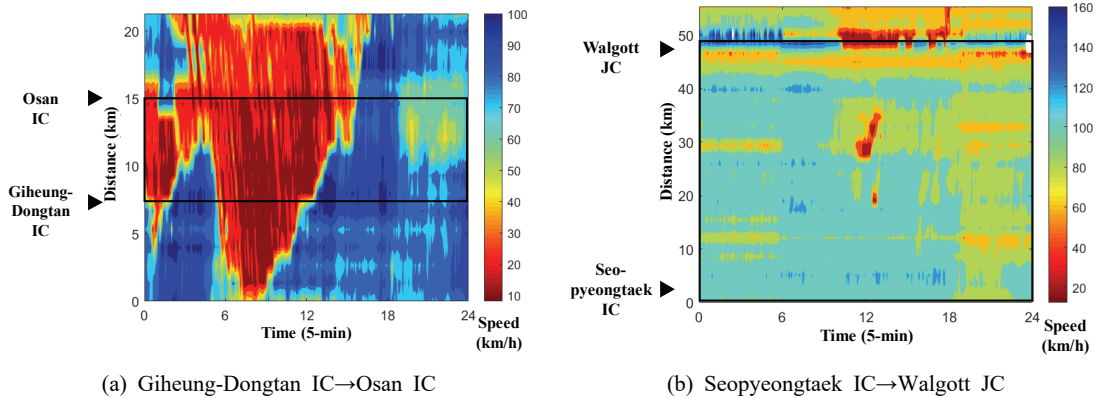 Osan
IC
Giheung-
Dongtan
IC
Distance (km)
20
15
10
5
0
0
6
12
18
24
Time (5-min)
100
90
80
70
60
50
40
30
20
10
Speed
(km/h)
(a) Giheung-Dongtan IC→Osan IC
Walgott
JC
Seo-
pyeongtaek
IC
Distance (km)
50
40
30
20
10
0
0
6
12
18
24
Time (5-min)
160
140
120
100
80
60
40
20
Speed
(km/h)
(b) Seopyeongtaek IC→Walgott JC